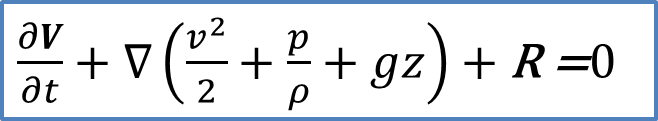 ∂V/∂t + ∇(v²/2 + p/ρ + gz) + R = 0